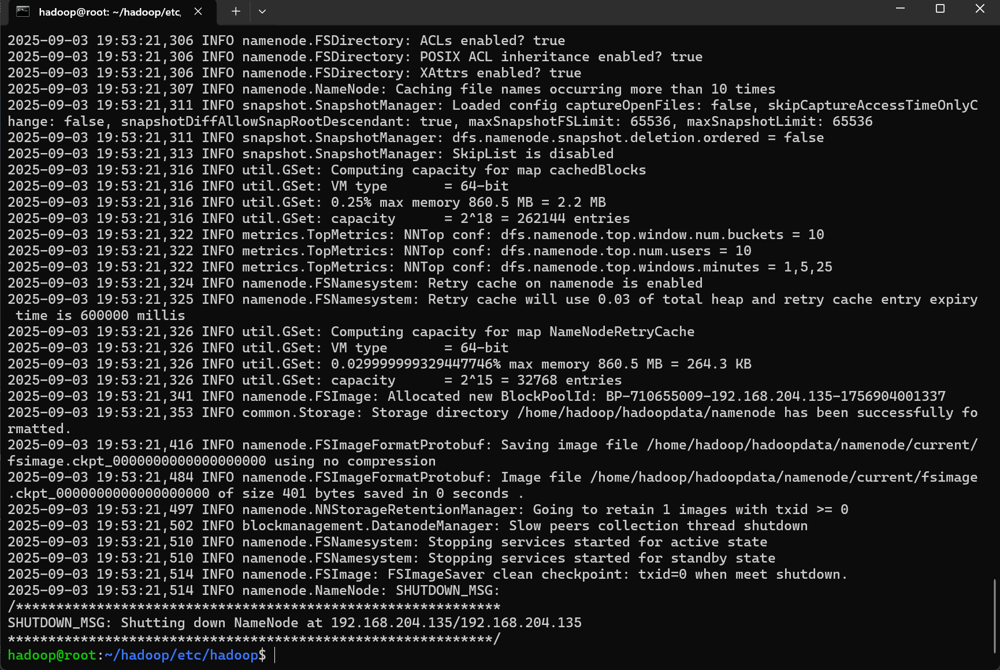 hadoop@root: ~/hadoop/etc,
2025-09-03 19:53:21,306 INFO namenode.FSDirectory: ACLs enabled? true
2025-09-03 19:53:21,306 INFO namenode.FSDirectory: POSIX ACL inheritance enabled? true
2025-09-03 19:53:21,306 INFO namenode.FSDirectory: XAttrs enabled? true
2025-09-03 19:53:21,307 INFO namenode.NameNode: Caching file names occurring more than 10 times
2025-09-03 19:53:21,311 INFO snapshot.SnapshotManager: Loaded config captureOpenFiles: false, skipCaptureAccessTimeOnlyC
hange: false, snapshotDiffAllowSnapRootDescendant: true, maxSnapshotFSLimit: 65536, maxSnapshotLimit: 65536
2025-09-03 19:53:21,311 INFO snapshot.SnapshotManager: dfs.namenode.snapshot.deletion.ordered = false
2025-09-03 19:53:21,313 INFO snapshot.SnapshotManager: SkipList is disabled
2025-09-03 19:53:21,316 INFO util.GSet: Computing capacity for map cachedBlocks
2025-09-03 19:53:21,316 INFO util.GSet: VM type       = 64-bit
2025-09-03 19:53:21,316 INFO util.GSet: 0.25% max memory 860.5 MB = 2.2 MB
2025-09-03 19:53:21,316 INFO util.GSet: capacity      = 2^18 = 262144 entries
2025-09-03 19:53:21,322 INFO metrics.TopMetrics: NNTop conf: dfs.namenode.top.window.num.buckets = 10
2025-09-03 19:53:21,322 INFO metrics.TopMetrics: NNTop conf: dfs.namenode.top.num.users = 10
2025-09-03 19:53:21,322 INFO metrics.TopMetrics: NNTop conf: dfs.namenode.top.windows.minutes = 1,5,25
2025-09-03 19:53:21,324 INFO namenode.FSNamesystem: Retry cache on namenode is enabled
2025-09-03 19:53:21,325 INFO namenode.FSNamesystem: Retry cache will use 0.03 of total heap and retry cache entry expiry
 time is 600000 millis
2025-09-03 19:53:21,326 INFO util.GSet: Computing capacity for map NameNodeRetryCache
2025-09-03 19:53:21,326 INFO util.GSet: VM type       = 64-bit
2025-09-03 19:53:21,326 INFO util.GSet: 0.029999999329447746% max memory 860.5 MB = 264.3 KB
2025-09-03 19:53:21,326 INFO util.GSet: capacity      = 2^15 = 32768 entries
2025-09-03 19:53:21,341 INFO namenode.FSImage: Allocated new BlockPoolId: BP-710655009-192.168.204.135-1756904001337
2025-09-03 19:53:21,353 INFO common.Storage: Storage directory /home/hadoop/hadoopdata/namenode has been successfully fo
rmatted.
2025-09-03 19:53:21,416 INFO namenode.FSImageFormatProtobuf: Saving image file /home/hadoop/hadoopdata/namenode/current/
fsimage.ckpt_0000000000000000000 using no compression
2025-09-03 19:53:21,484 INFO namenode.FSImageFormatProtobuf: Image file /home/hadoop/hadoopdata/namenode/current/fsimage
.ckpt_0000000000000000000 of size 401 bytes saved in 0 seconds .
2025-09-03 19:53:21,497 INFO namenode.NNStorageRetentionManager: Going to retain 1 images with txid >= 0
2025-09-03 19:53:21,502 INFO blockmanagement.DatanodeManager: Slow peers collection thread shutdown
2025-09-03 19:53:21,510 INFO namenode.FSNamesystem: Stopping services started for active state
2025-09-03 19:53:21,510 INFO namenode.FSNamesystem: Stopping services started for standby state
2025-09-03 19:53:21,514 INFO namenode.FSImage: FSImageSaver clean checkpoint: txid=0 when meet shutdown.
2025-09-03 19:53:21,514 INFO namenode.NameNode: SHUTDOWN_MSG:
/************************************************************
SHUTDOWN_MSG: Shutting down NameNode at 192.168.204.135/192.168.204.135
************************************************************/
hadoop@root:~/hadoop/etc/hadoop$